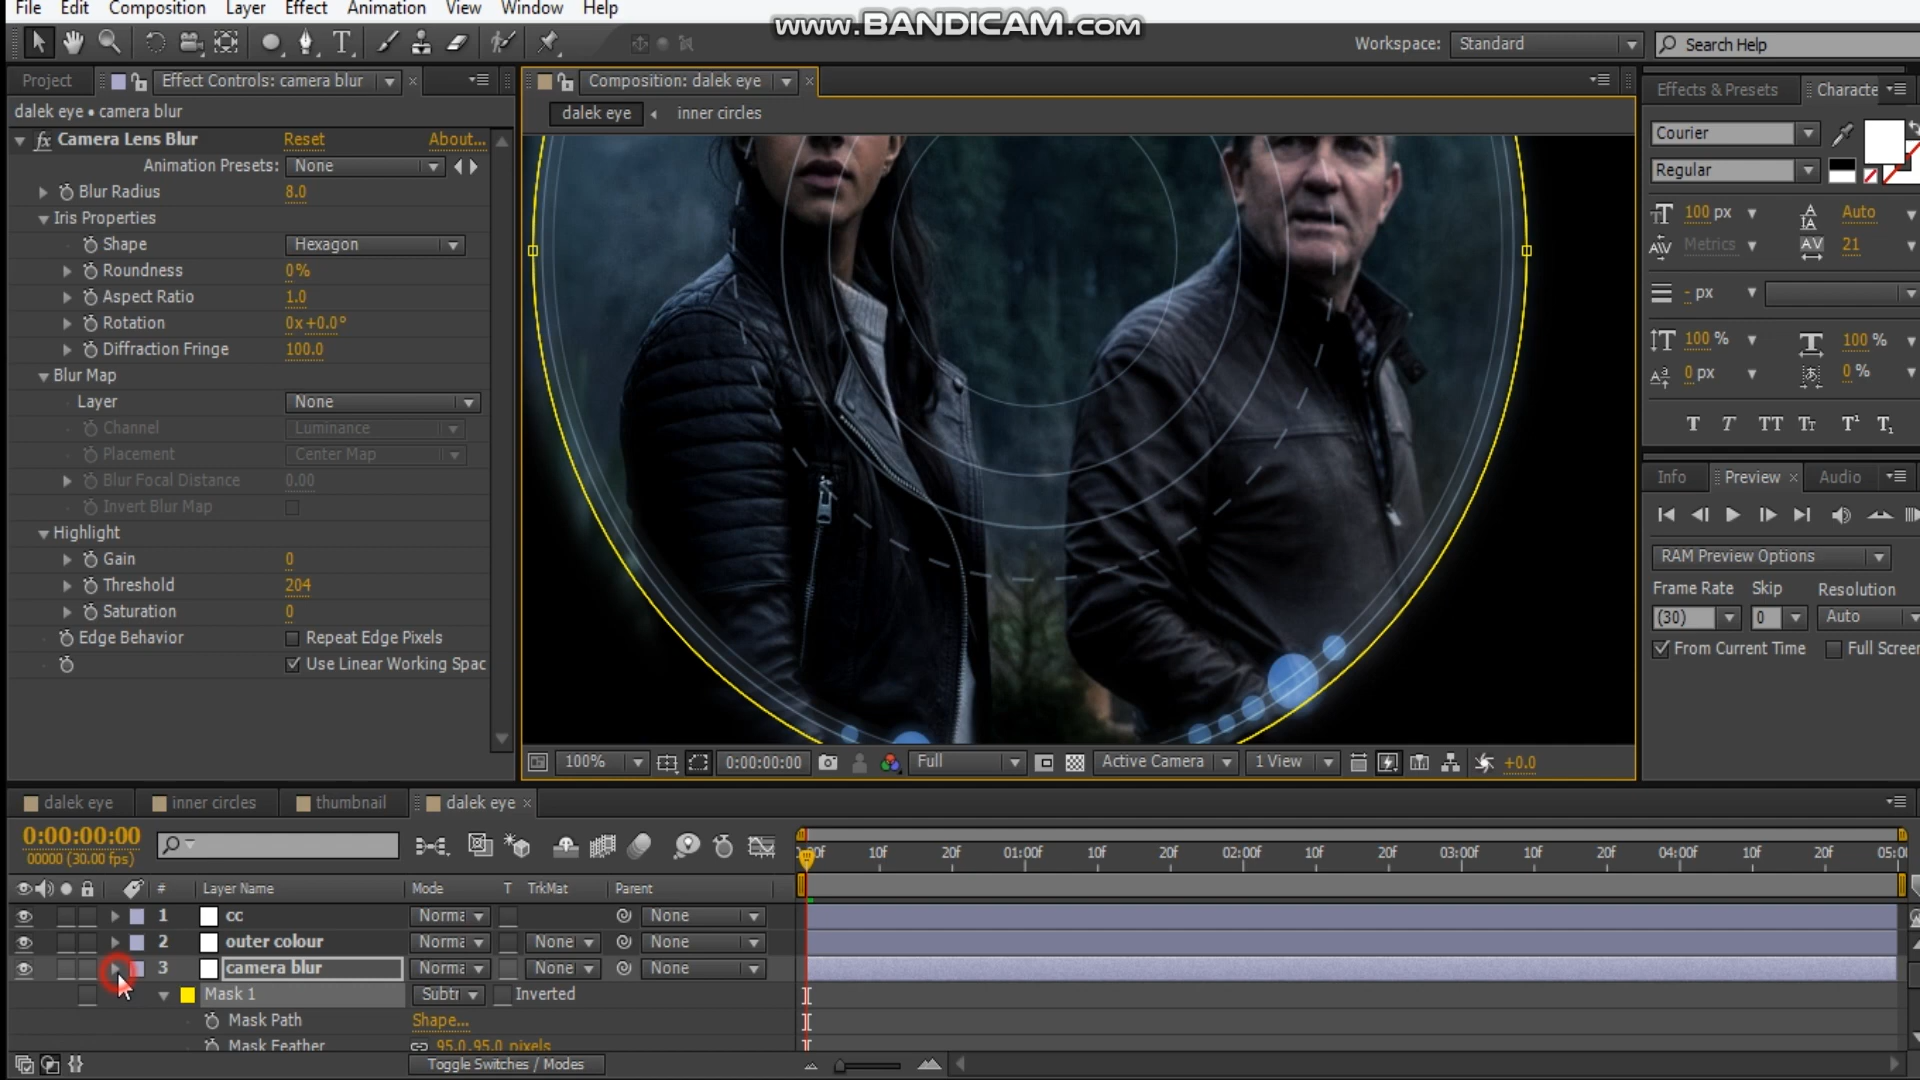 File Edit Composition Layer Effect Animation View Window Help
www.BANDICAM.com
Workspace: Standard Search Help
Project Effect Controls: camera blur × Composition: dalek eye × Effects & Presets Characte
dalek eye • camera blur dalek eye inner circles
fx Camera Lens Blur Reset About...
Animation Presets: None
Blur Radius 8.0
Iris Properties
Shape Hexagon
Roundness 0%
Aspect Ratio 1.0
Rotation 0x+0.0°
Diffraction Fringe 100.0
Blur Map
Layer None
Channel Luminance
Placement Center Map
Blur Focal Distance 0.00
Invert Blur Map
Highlight
Gain 0
Threshold 204
Saturation 0
Edge Behavior Repeat Edge Pixels
Use Linear Working Spac
Courier
Regular
100 px Auto
Metrics 21
- px
100 % 100 %
0 px 0 %
T T TT Tt T¹ T₁
Info Preview × Audio
RAM Preview Options
Frame Rate Skip Resolution
(30) 0 Auto
From Current Time Full Screen
100% 0:00:00:00 Full Active Camera 1 View +0.0
dalek eye inner circles thumbnail dalek eye ×
0:00:00:00
00000 (30.00 fps)
00f 10f 20f 01:00f 10f 20f 02:00f 10f 20f 03:00f 10f 20f 04:00f 10f 20f 05:00
# Layer Name Mode T TrkMat Parent
1 cc Norma None
2 outer colour Norma None None
3 camera blur Norma None None
Mask 1 Subtr Inverted
Mask Path Shape...
Mask Feather 95.0,95.0 pixels
Toggle Switches / Modes